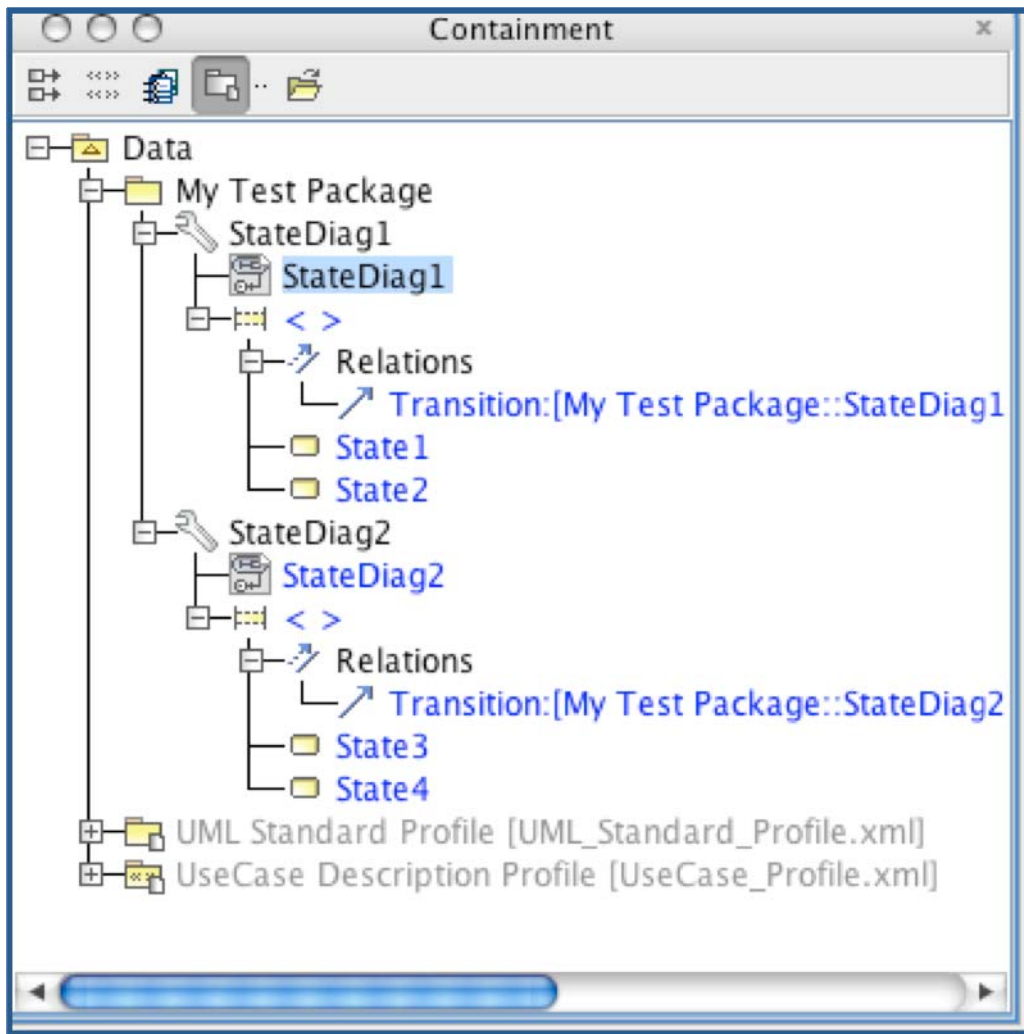 Containment
Data
My Test Package
StateDiag1
StateDiag1
< >
Relations
Transition:[My Test Package::StateDiag1
State1
State2
StateDiag2
StateDiag2
< >
Relations
Transition:[My Test Package::StateDiag2
State3
State4
UML Standard Profile [UML_Standard_Profile.xml]
UseCase Description Profile [UseCase_Profile.xml]